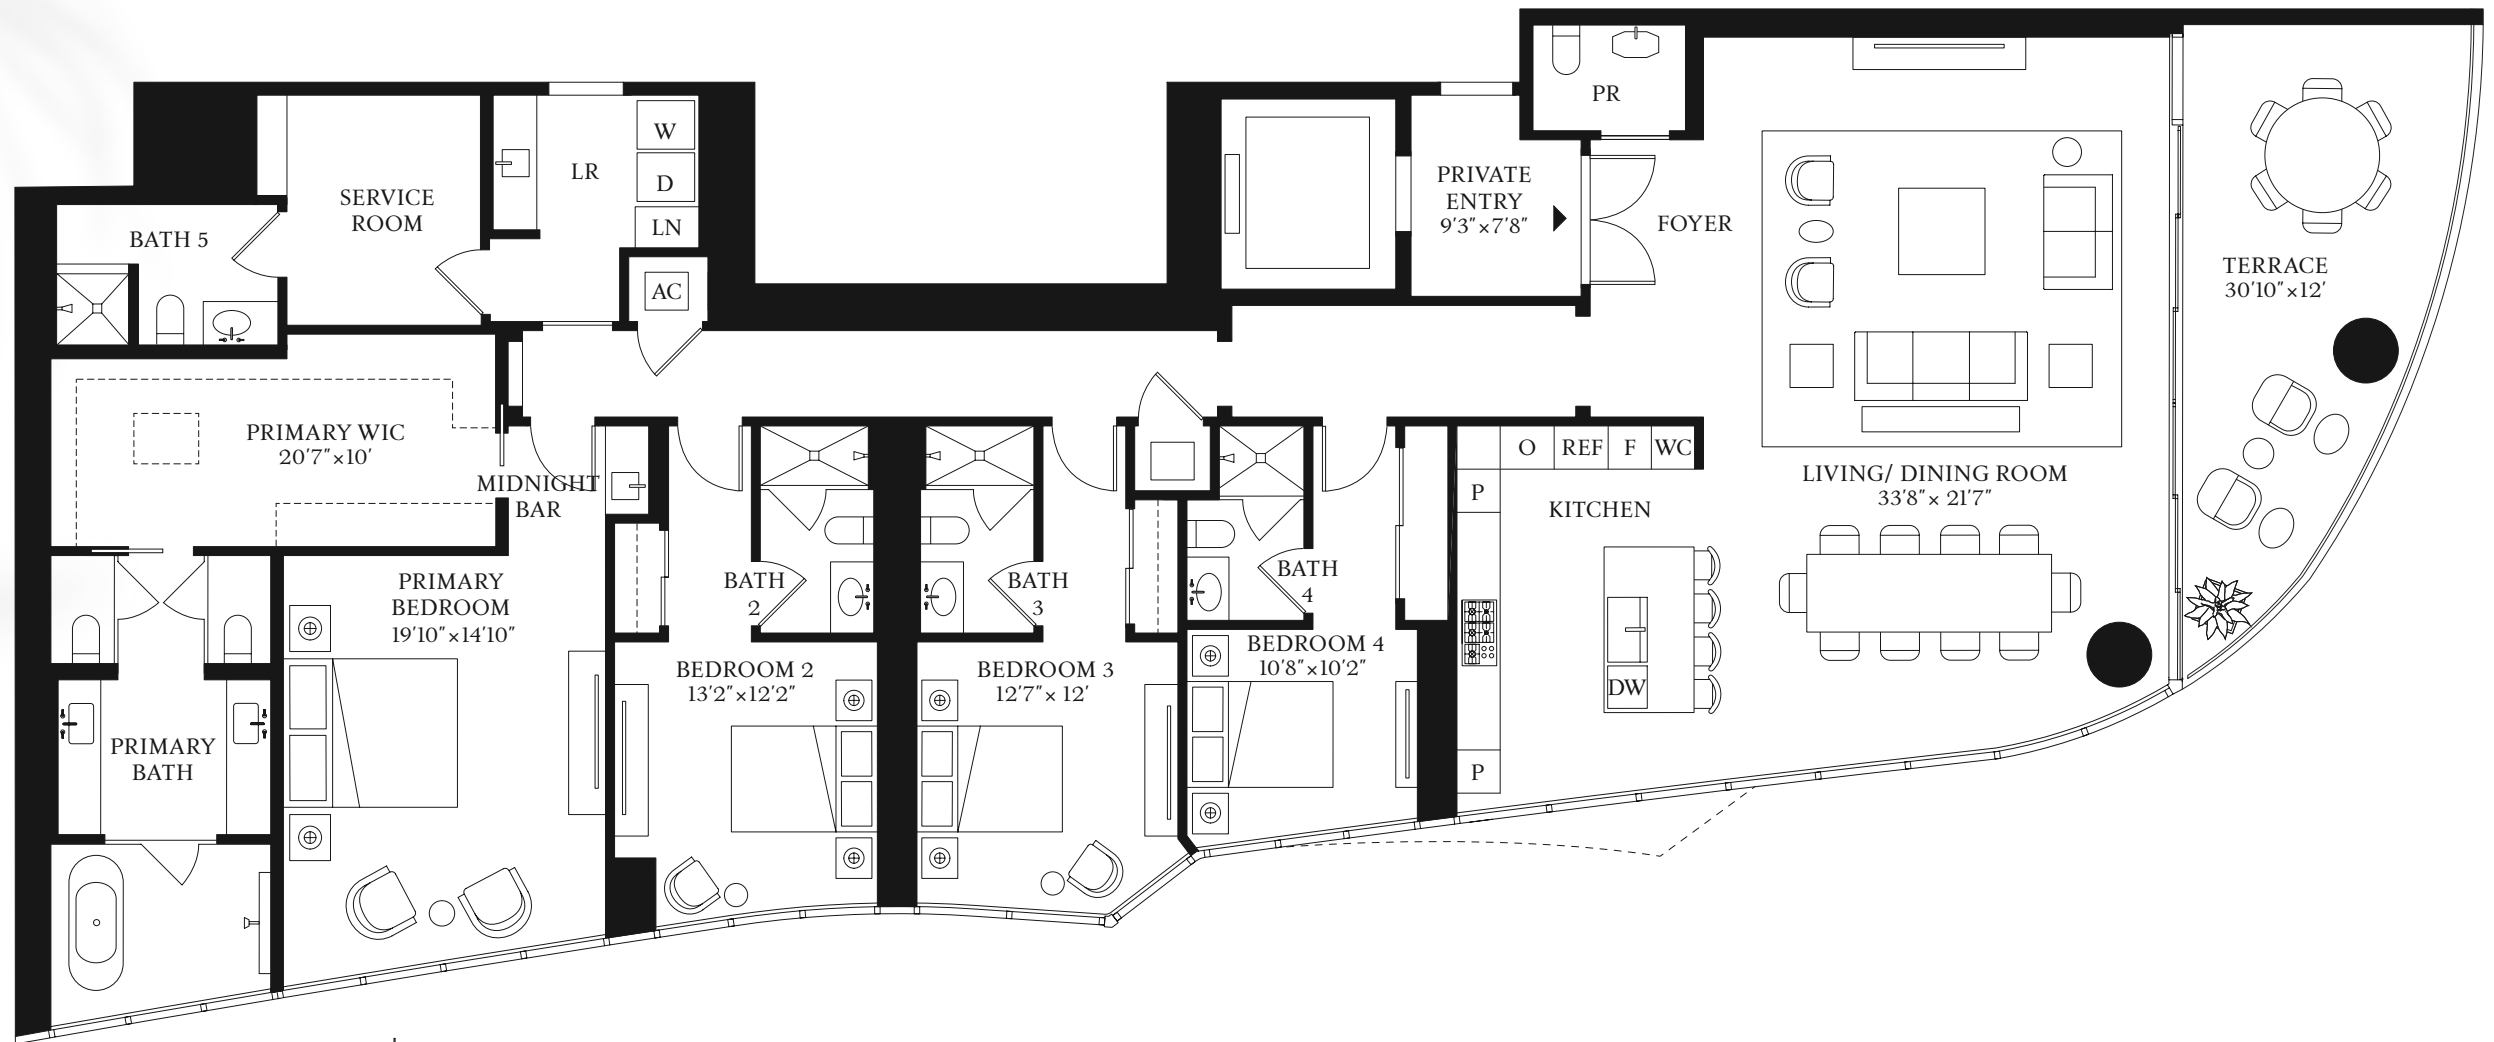 PR
W
LR
D
LN
AC
SERVICE
ROOM
BATH 5
PRIVATE
ENTRY
9'3"×7'8"
FOYER
TERRACE
30'10"×12'
PRIMARY WIC
20'7"×10'
MIDNIGHT
BAR
O
REF
F
WC
P
KITCHEN
LIVING/ DINING ROOM
33'8"× 21'7"
PRIMARY
BEDROOM
19'10"×14'10"
BATH
2
BATH
3
BATH
4
BEDROOM 2
13'2"×12'2"
BEDROOM 3
12'7"× 12'
BEDROOM 4
10'8"×10'2"
DW
P
PRIMARY
BATH